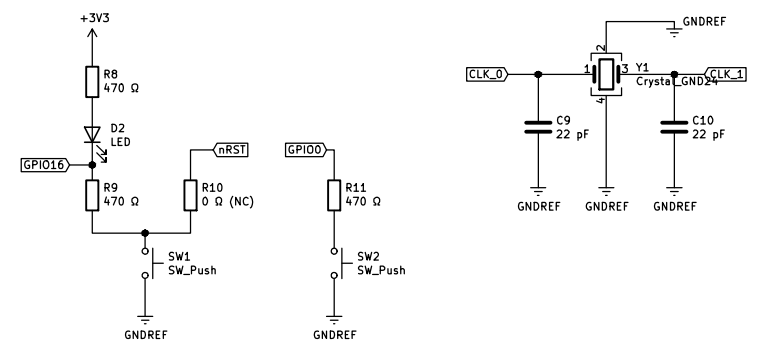 +3V3
GNDREF
R8
470 Ω
2
CLK_0
1
3
Y1
Crystal_GND24
CLK_1
4
D2
LED
C9
22 pF
C10
22 pF
nRST
GPIO0
GPIO16
R9
470 Ω
R10
0 Ω (NC)
R11
470 Ω
GNDREF
GNDREF
GNDREF
SW1
SW_Push
SW2
SW_Push
GNDREF
GNDREF